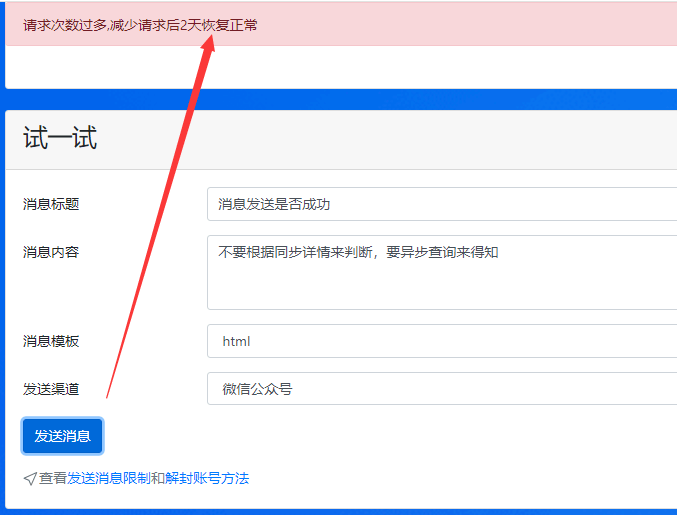 请求次数过多,减少请求后2天恢复正常
试一试
消息标题
消息发送是否成功
消息内容
不要根据同步详情来判断，要异步查询来得知
消息模板
html
发送渠道
微信公众号
发送消息
查看发送消息限制和解封账号方法